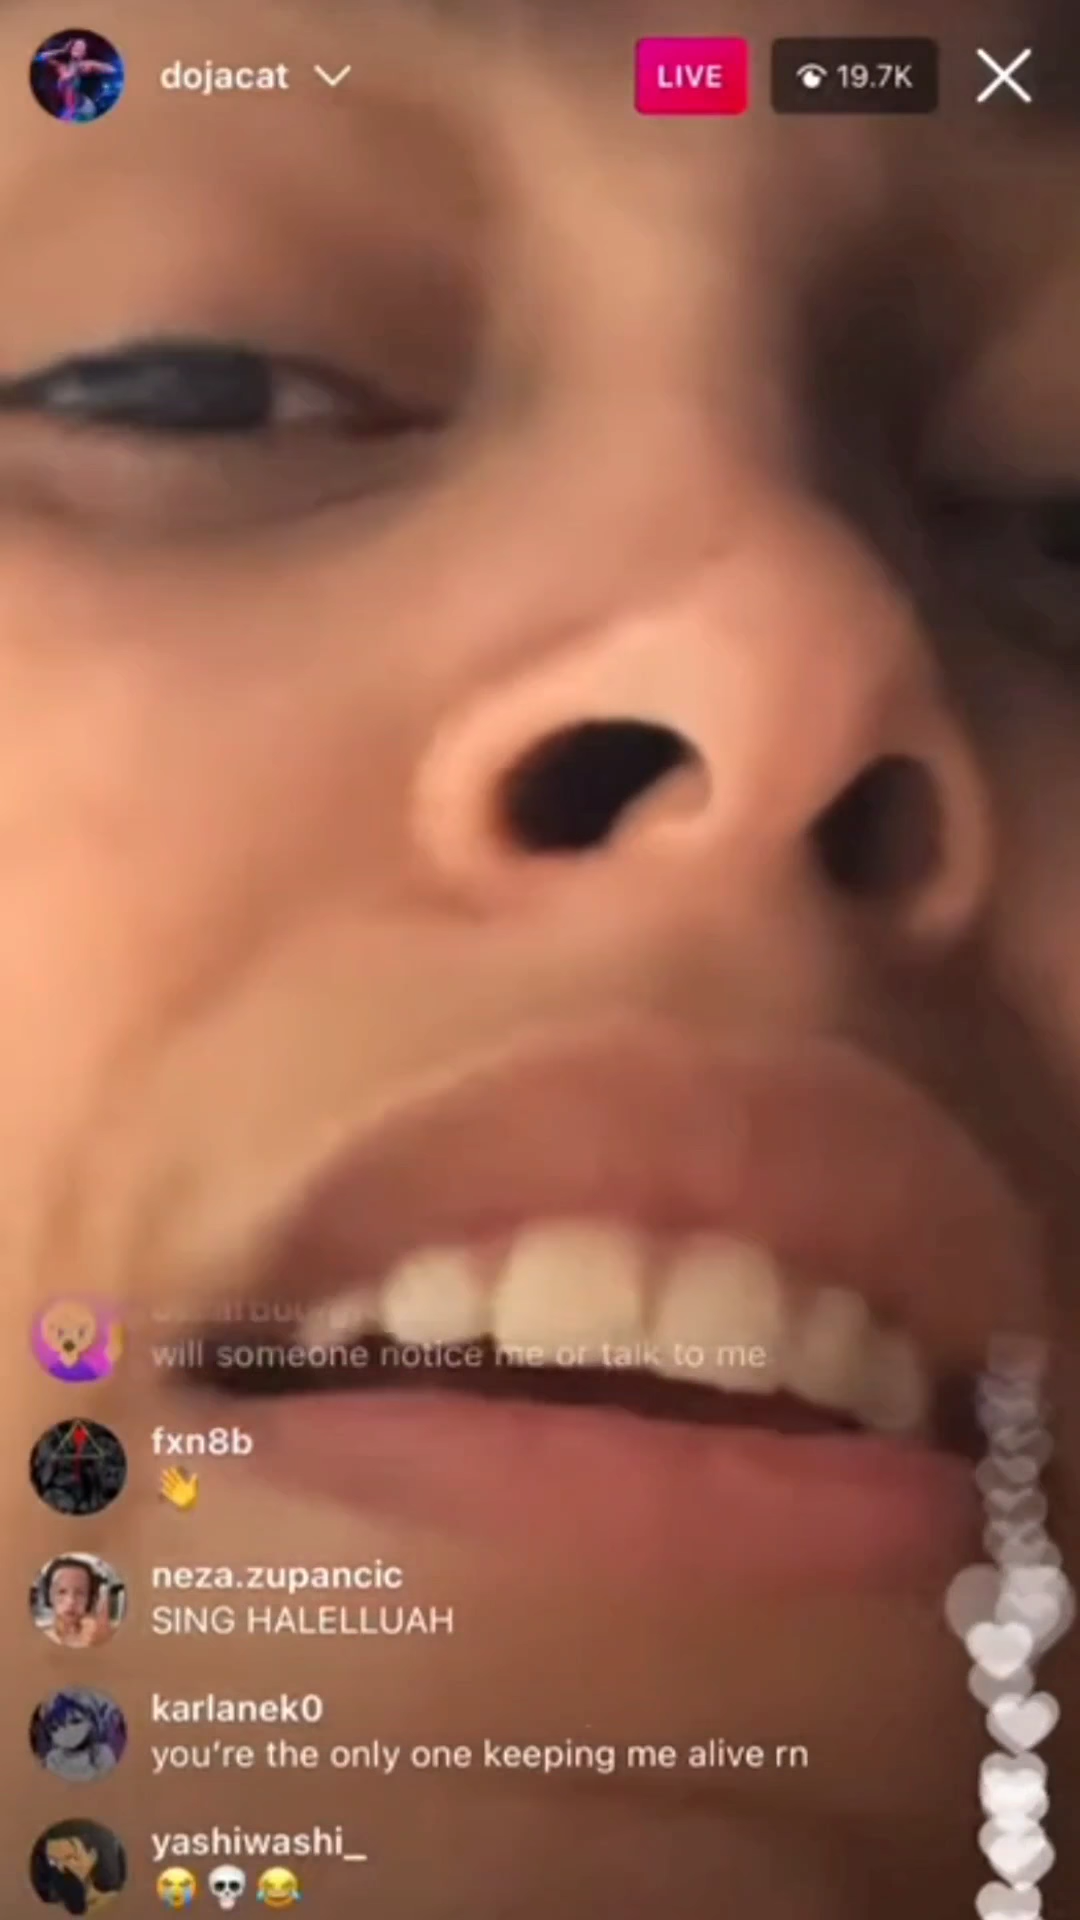 dojacat
LIVE
19.7K
will someone notice me or talk to me
fxn8b
👋
neza.zupancic
SING HALELLUAH
karlanek0
you're the only one keeping me alive rn
yashiwashi_
😭💀😂